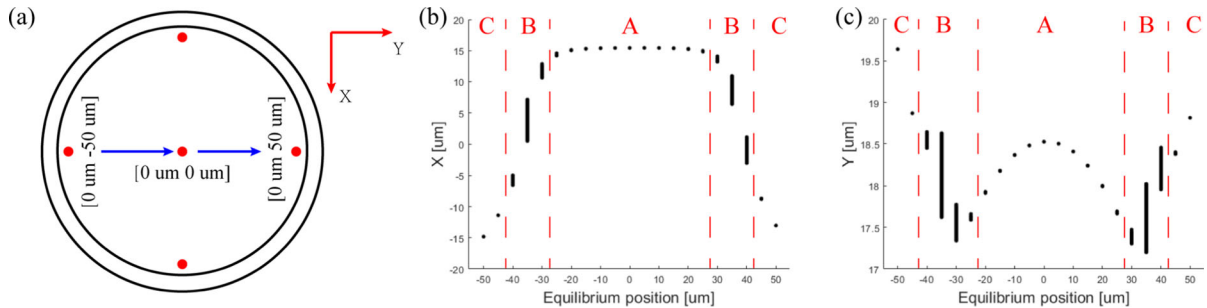 (a)
Y
X
[0 um -50 um]
[0 um 0 um]
[0 um 50 um]
(b)
C B A B C
20
15
10
5
0
-5
-10
-15
-20
X [um]
-50 -40 -30 -20 -10 0 10 20 30 40 50
Equilibrium position [um]
(c)
C B A B C
20
19.5
19
18.5
18
17.5
17
Y [um]
-50 -40 -30 -20 -10 0 10 20 30 40 50
Equilibrium position [um]